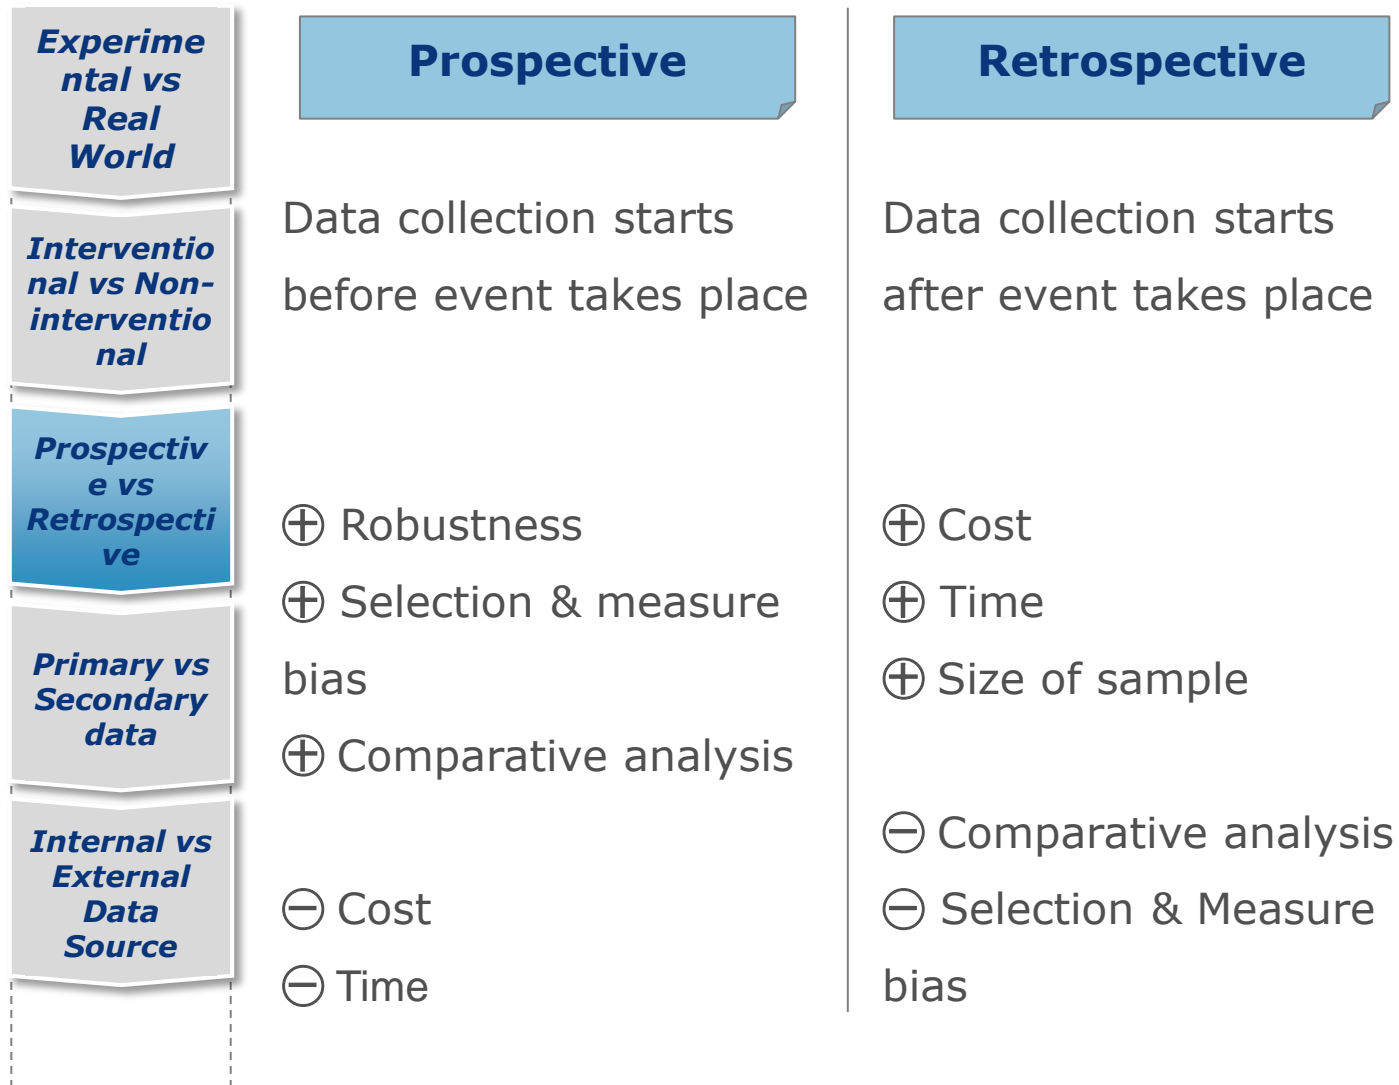 Experime
ntal vs
Real
World
Interventio
nal vs Non-
interventio
nal
Prospectiv
e vs
Retrospecti
ve
Primary vs
Secondary
data
Internal vs
External
Data
Source
Prospective
Data collection starts
before event takes place
⊕ Robustness
⊕ Selection & measure
bias
⊕ Comparative analysis
⊖ Cost
⊖ Time
Retrospective
Data collection starts
after event takes place
⊕ Cost
⊕ Time
⊕ Size of sample
⊖ Comparative analysis
⊖ Selection & Measure
bias